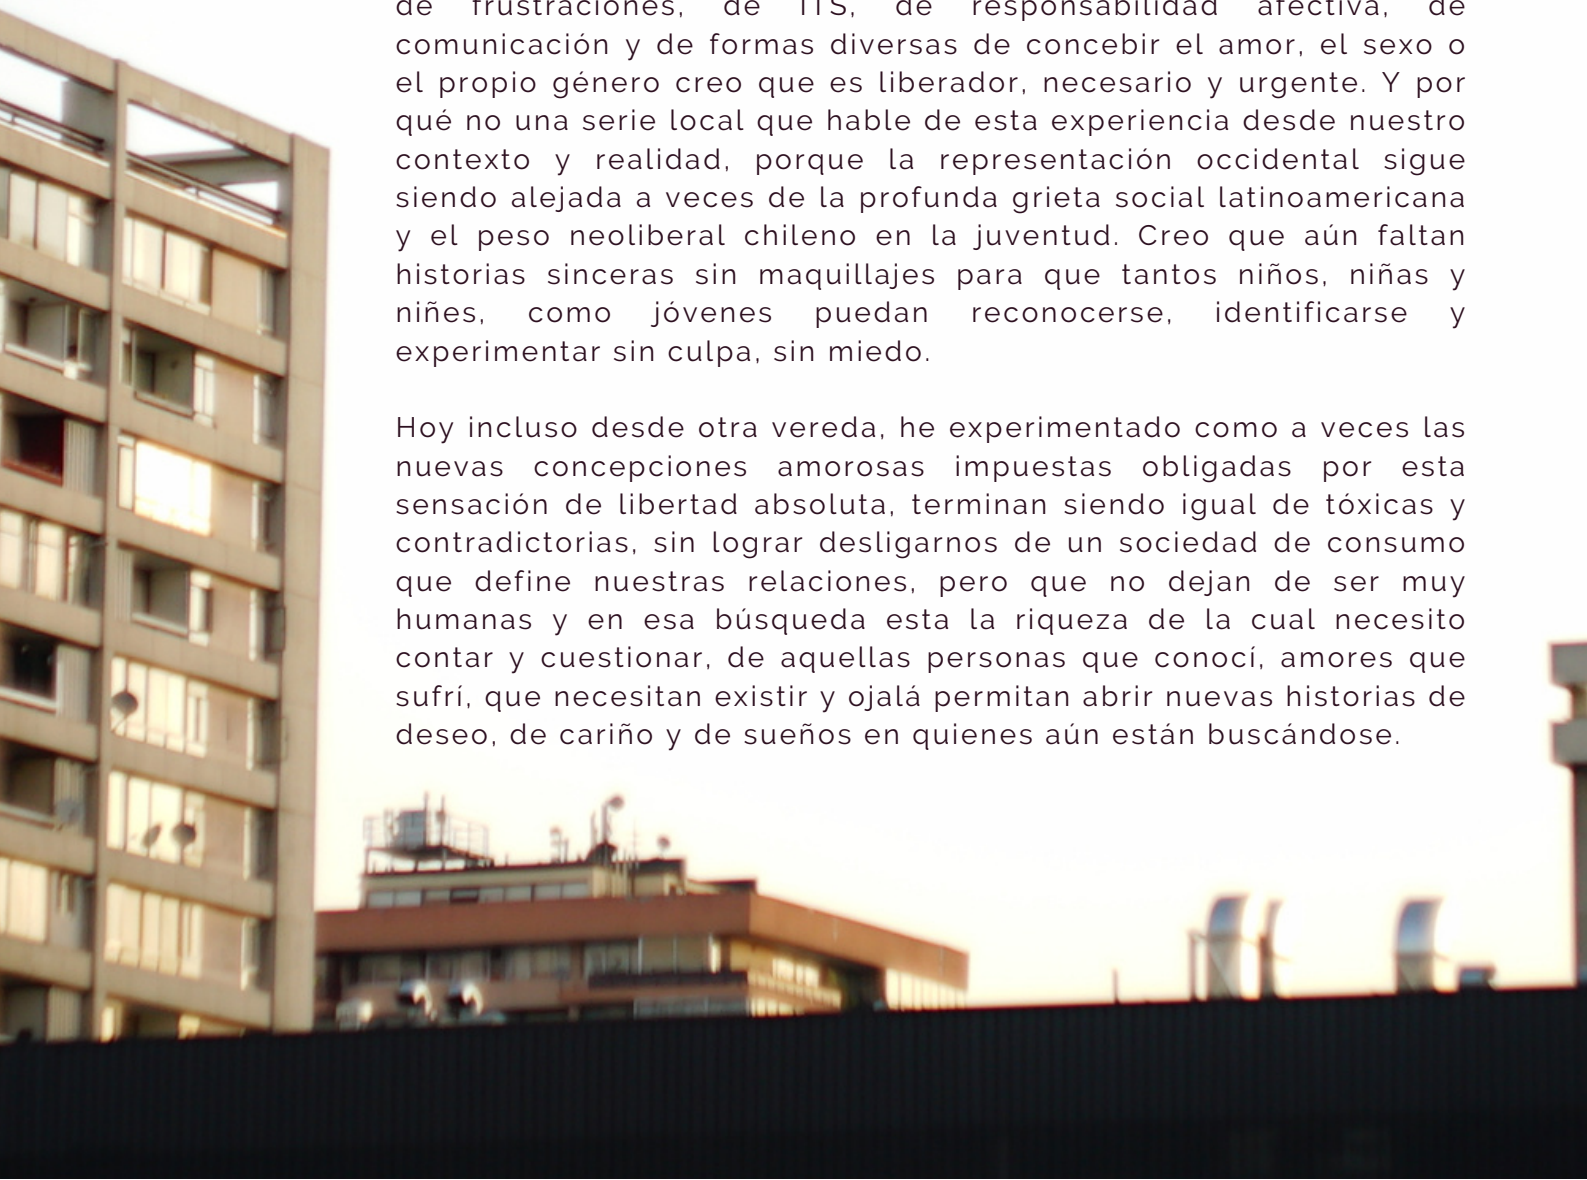 de frustraciones, de ITS, de responsabilidad afectiva, de
comunicación y de formas diversas de concebir el amor, el sexo o
el propio género creo que es liberador, necesario y urgente. Y por
qué no una serie local que hable de esta experiencia desde nuestro
contexto y realidad, porque la representación occidental sigue
siendo alejada a veces de la profunda grieta social latinoamericana
y el peso neoliberal chileno en la juventud. Creo que aún faltan
historias sinceras sin maquillajes para que tantos niños, niñas y
niñes, como jóvenes puedan reconocerse, identificarse y
experimentar sin culpa, sin miedo.
Hoy incluso desde otra vereda, he experimentado como a veces las
nuevas concepciones amorosas impuestas obligadas por esta
sensación de libertad absoluta, terminan siendo igual de tóxicas y
contradictorias, sin lograr desligarnos de un sociedad de consumo
que define nuestras relaciones, pero que no dejan de ser muy
humanas y en esa búsqueda esta la riqueza de la cual necesito
contar y cuestionar, de aquellas personas que conocí, amores que
sufrí, que necesitan existir y ojalá permitan abrir nuevas historias de
deseo, de cariño y de sueños en quienes aún están buscándose.